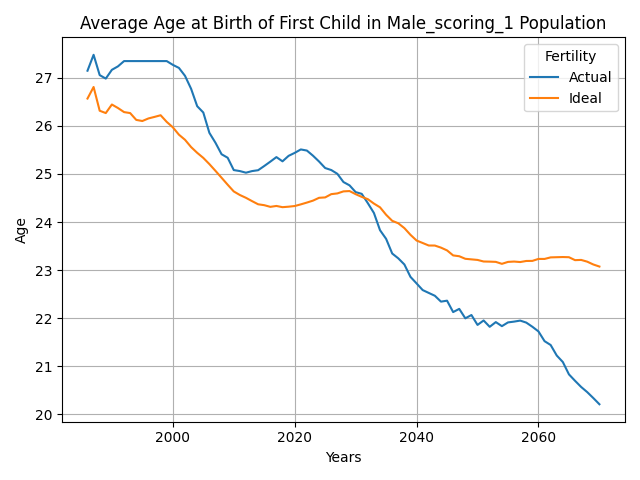 Average Age at Birth of First Child in Male_scoring_1 Population
Fertility
Actual
Ideal
Age
27
26
25
24
23
22
21
20
2000
2020
2040
2060
Years